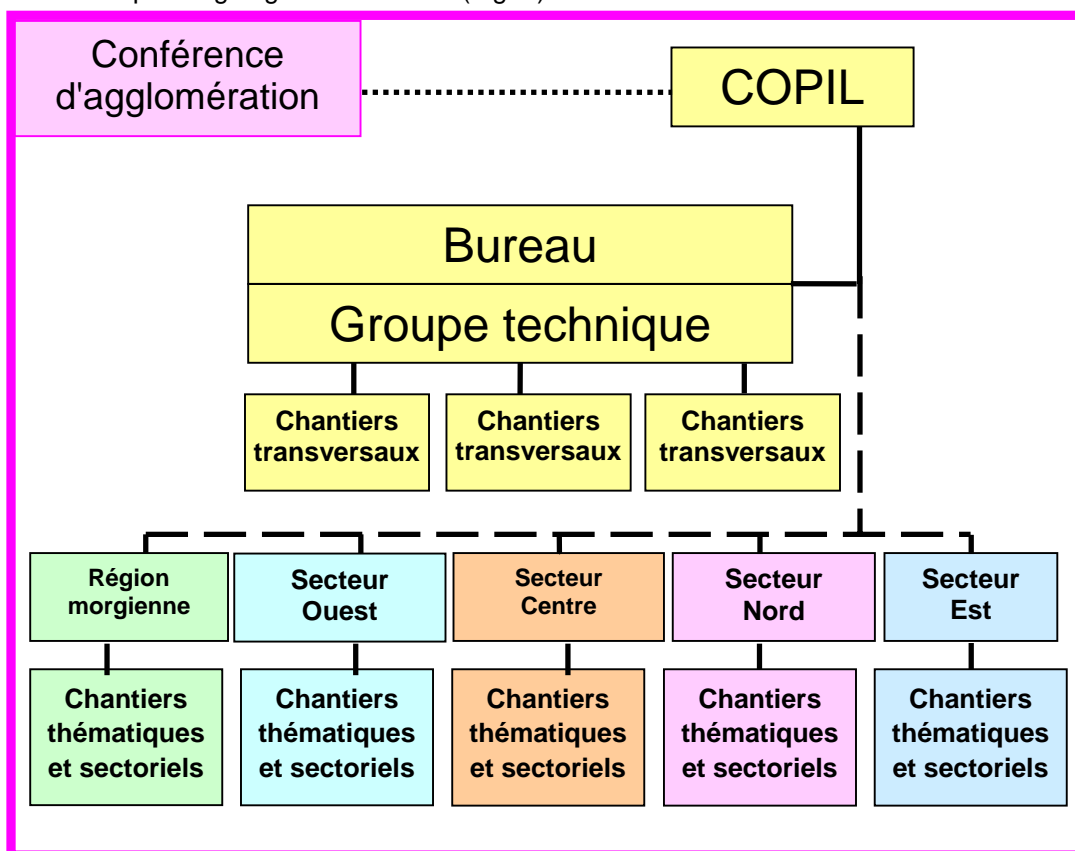 Conférence
d'agglomération
COPIL
Bureau
Groupe technique
Chantiers
transversaux
Chantiers
transversaux
Chantiers
transversaux
Région
morgienne
Secteur
Ouest
Secteur
Centre
Secteur
Nord
Secteur
Est
Chantiers
thématiques
et sectoriels
Chantiers
thématiques
et sectoriels
Chantiers
thématiques
et sectoriels
Chantiers
thématiques
et sectoriels
Chantiers
thématiques
et sectoriels